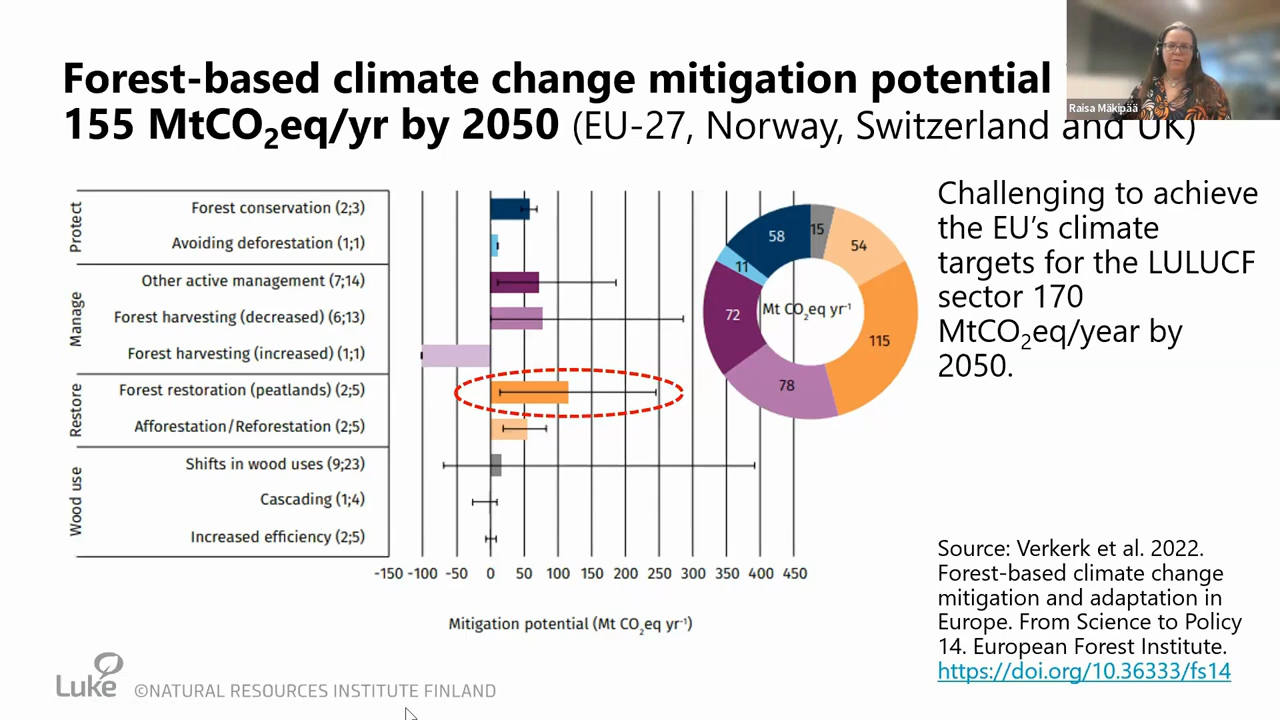 Forest-based climate change mitigation potential
155 MtCO₂eq/yr by 2050 (EU-27, Norway, Switzerland and UK)
Raisa Mäkipää
Protect
Forest conservation (2;3)
Avoiding deforestation (1;1)
Manage
Other active management (7;14)
Forest harvesting (decreased) (6;13)
Forest harvesting (increased) (1;1)
Restore
Forest restoration (peatlands) (2;5)
Afforestation/Reforestation (2;5)
Wood use
Shifts in wood uses (9;23)
Cascading (1;4)
Increased efficiency (2;5)
-150 -100 -50 0 50 100 150 200 250 300 350 400 450
Mitigation potential (Mt CO₂eq yr⁻¹)
15
54
115
78
72
11
58
Mt CO₂eq yr⁻¹
Challenging to achieve
the EU’s climate
targets for the LULUCF
sector 170
MtCO₂eq/year by
2050.
Source: Verkerk et al. 2022.
Forest-based climate change
mitigation and adaptation in
Europe. From Science to Policy
14. European Forest Institute.
https://doi.org/10.36333/fs14
Luke ©NATURAL RESOURCES INSTITUTE FINLAND